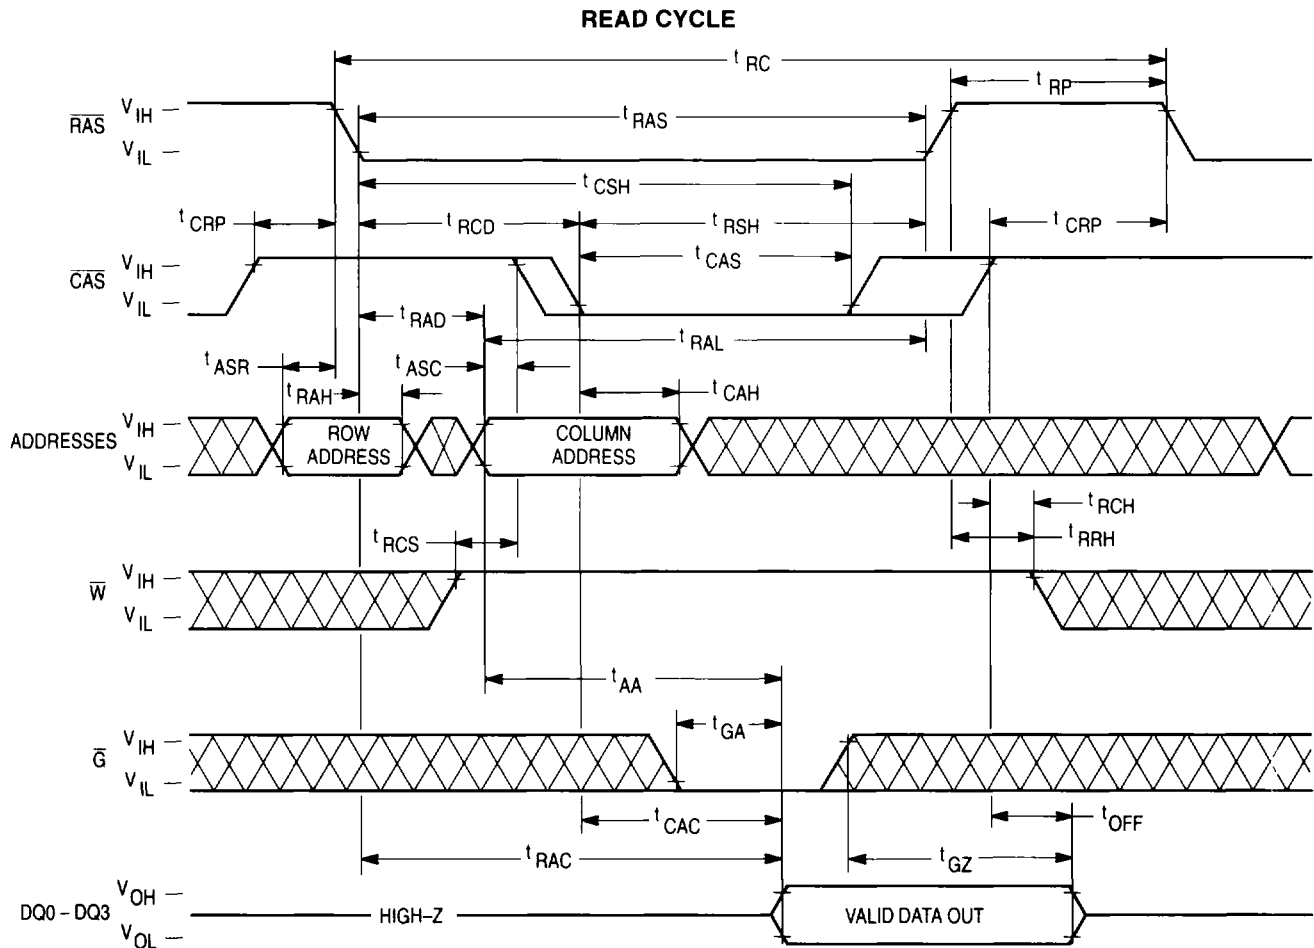 READ CYCLE
t RC
t RP
RAS
V IH
V IL
t RAS
t CSH
t CRP
t RCD
t RSH
t CRP
CAS
V IH
V IL
t CAS
t RAD
t RAL
t ASR
t ASC
t RAH
t CAH
ADDRESSES
V IH
V IL
ROW ADDRESS
COLUMN ADDRESS
t RCH
t RCS
t RRH
W
V IH
V IL
t AA
t GA
G
V IH
V IL
t CAC
t OFF
t RAC
t GZ
DQ0 – DQ3
V OH
V OL
HIGH–Z
VALID DATA OUT